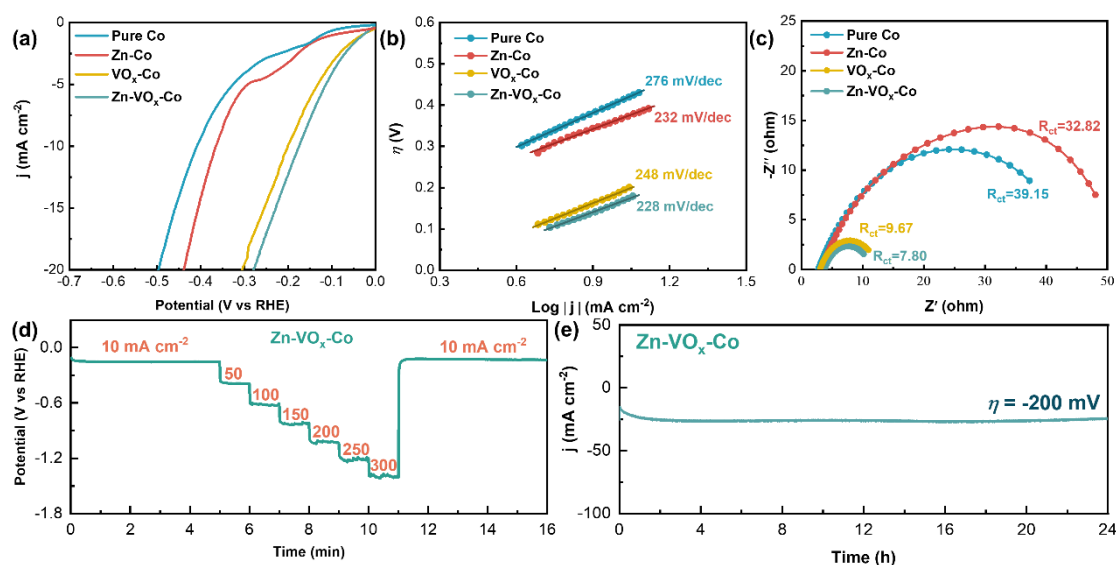 (a)
Pure Co
Zn-Co
VOₓ-Co
Zn-VOₓ-Co
0
-5
-10
-15
-20
j (mA cm⁻²)
-0.7 -0.6 -0.5 -0.4 -0.3 -0.2 -0.1 0.0
Potential (V vs RHE)
(b)
Pure Co
Zn-Co
VOₓ-Co
Zn-VOₓ-Co
276 mV/dec
232 mV/dec
248 mV/dec
228 mV/dec
0.6
0.5
0.4
0.3
0.2
0.1
0.0
η (V)
0.3 0.6 0.9 1.2 1.5
Log |j| (mA cm⁻²)
(c)
Pure Co
Zn-Co
VOₓ-Co
Zn-VOₓ-Co
Rct=32.82
Rct=39.15
Rct=9.67
Rct=7.80
-25
-20
15
10
5
0
-Z'' (ohm)
0 10 20 30 40 50
Z' (ohm)
(d)
Zn-VOₓ-Co
10 mA cm⁻²
50
100
150
200
250
300
10 mA cm⁻²
0.0
-0.6
-1.2
-1.8
Potential (V vs RHE)
0 2 4 6 8 10 12 14 16
Time (min)
(e)
Zn-VOₓ-Co
η = -200 mV
50
0
-50
-100
j (mA cm⁻²)
0 4 8 12 16 20 24
Time (h)